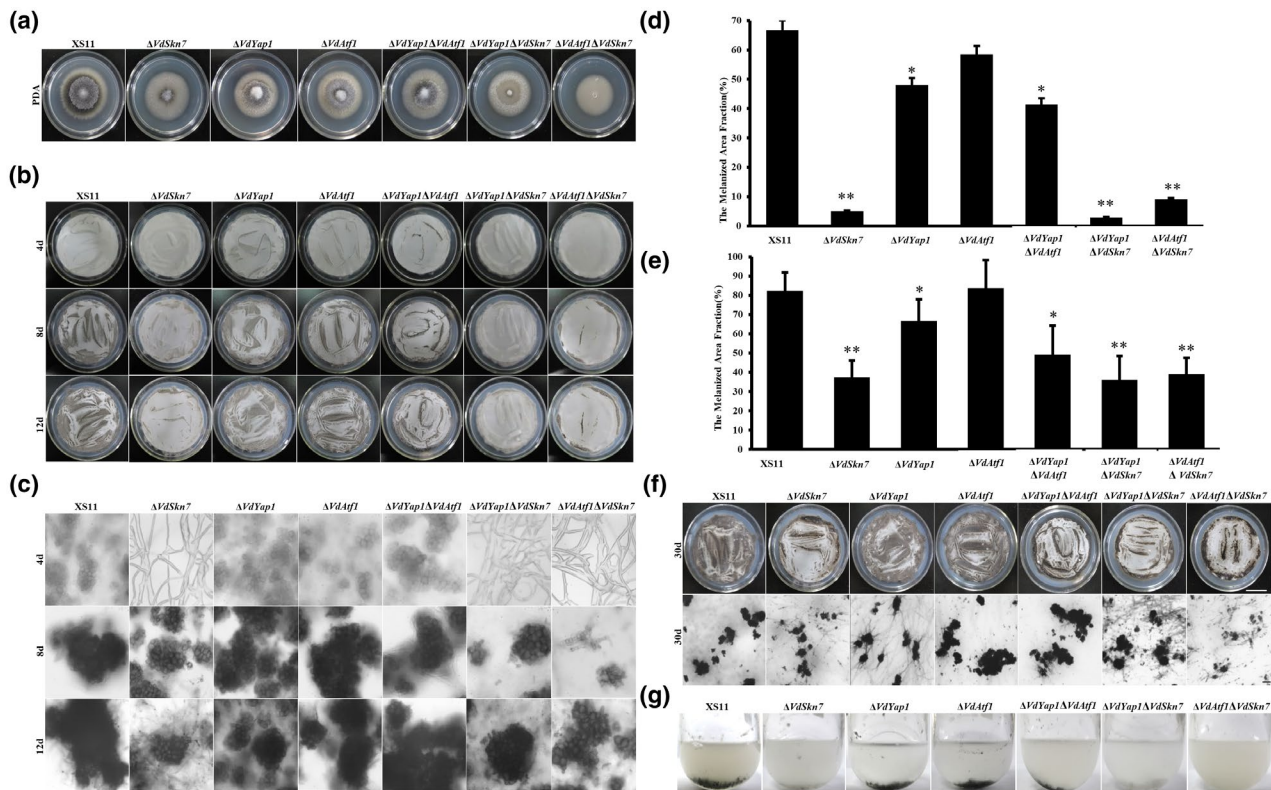 (a)
XS11 ΔVdSkn7 ΔVdYap1 ΔVdAtf1 ΔVdYap1ΔVdAtf1 ΔVdYap1ΔVdSkn7 ΔVdAtf1ΔVdSkn7
PDA
(b)
XS11 ΔVdSkn7 ΔVdYap1 ΔVdAtf1 ΔVdYap1ΔVdAtf1 ΔVdYap1ΔVdSkn7 ΔVdAtf1ΔVdSkn7
4d
8d
12d
(c)
XS11 ΔVdSkn7 ΔVdYap1 ΔVdAtf1 ΔVdYap1ΔVdAtf1 ΔVdYap1ΔVdSkn7 ΔVdAtf1ΔVdSkn7
4d
8d
12d
(d)
The Melanized Area Fraction(%)
70
60
50
40
30
20
10
0
*
*
**
**
**
XS11 ΔVdSkn7 ΔVdYap1 ΔVdAtf1 ΔVdYap1 ΔVdYap1 ΔVdAtf1
ΔVdAtf1 ΔVdSkn7 ΔVdSkn7
(e)
The Melanized Area Fraction(%)
100
90
80
70
60
50
40
30
20
10
0
*
*
**
**
**
XS11 ΔVdSkn7 ΔVdYap1 ΔVdAtf1 ΔVdYap1 ΔVdYap1 ΔVdAtf1
ΔVdAtf1 ΔVdSkn7 Δ VdSkn7
(f)
XS11 ΔVdSkn7 ΔVdYap1 ΔVdAtf1 ΔVdYap1ΔVdAtf1 ΔVdYap1ΔVdSkn7 ΔVdAtf1ΔVdSkn7
30d
30d
(g)
XS11 ΔVdSkn7 ΔVdYap1 ΔVdAtf1 ΔVdYap1ΔVdAtf1 ΔVdYap1ΔVdSkn7 ΔVdAtf1ΔVdSkn7